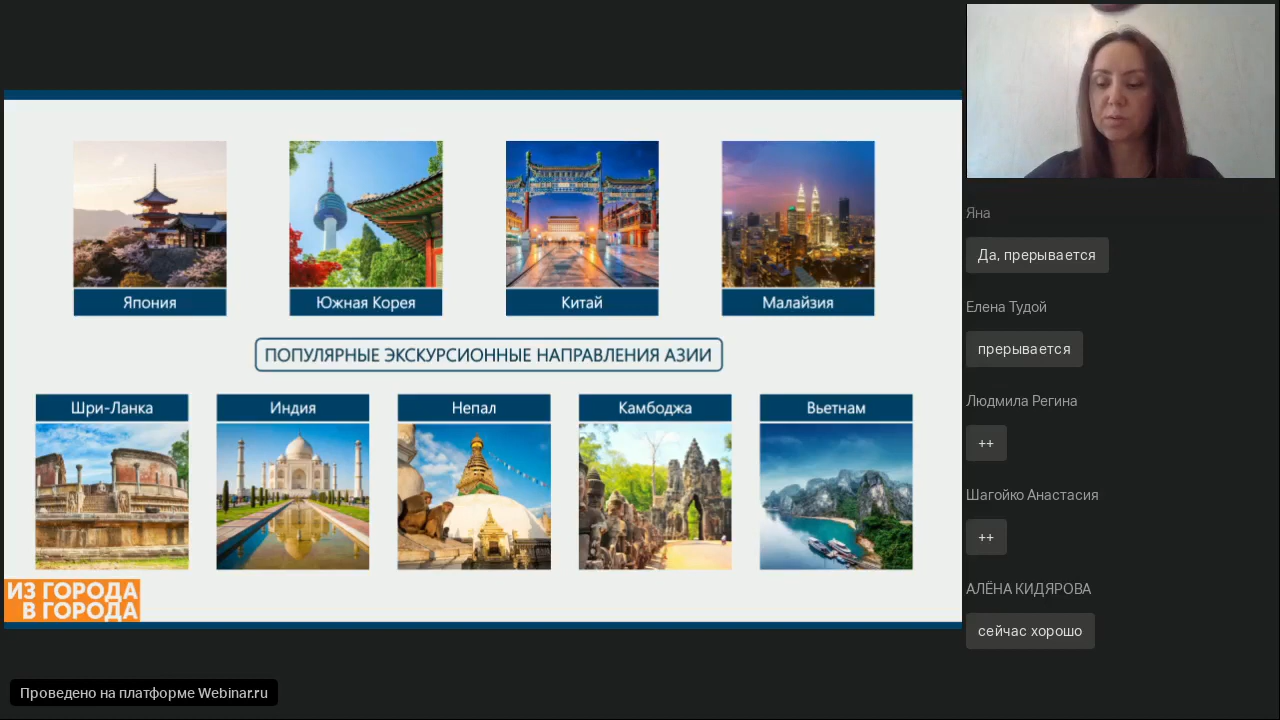 Япония
Южная Корея
Китай
Малайзия
ПОПУЛЯРНЫЕ ЭКСКУРСИОННЫЕ НАПРАВЛЕНИЯ АЗИИ
Шри-Ланка
Индия
Непал
Камбоджа
Вьетнам
ИЗ ГОРОДА
В ГОРОДА
Проведено на платформе Webinar.ru
Яна
Да, прерывается
Елена Тудой
прерывается
Людмила Регина
++
Шагойко Анастасия
++
АЛЁНА КИДЯРОВА
сейчас хорошо